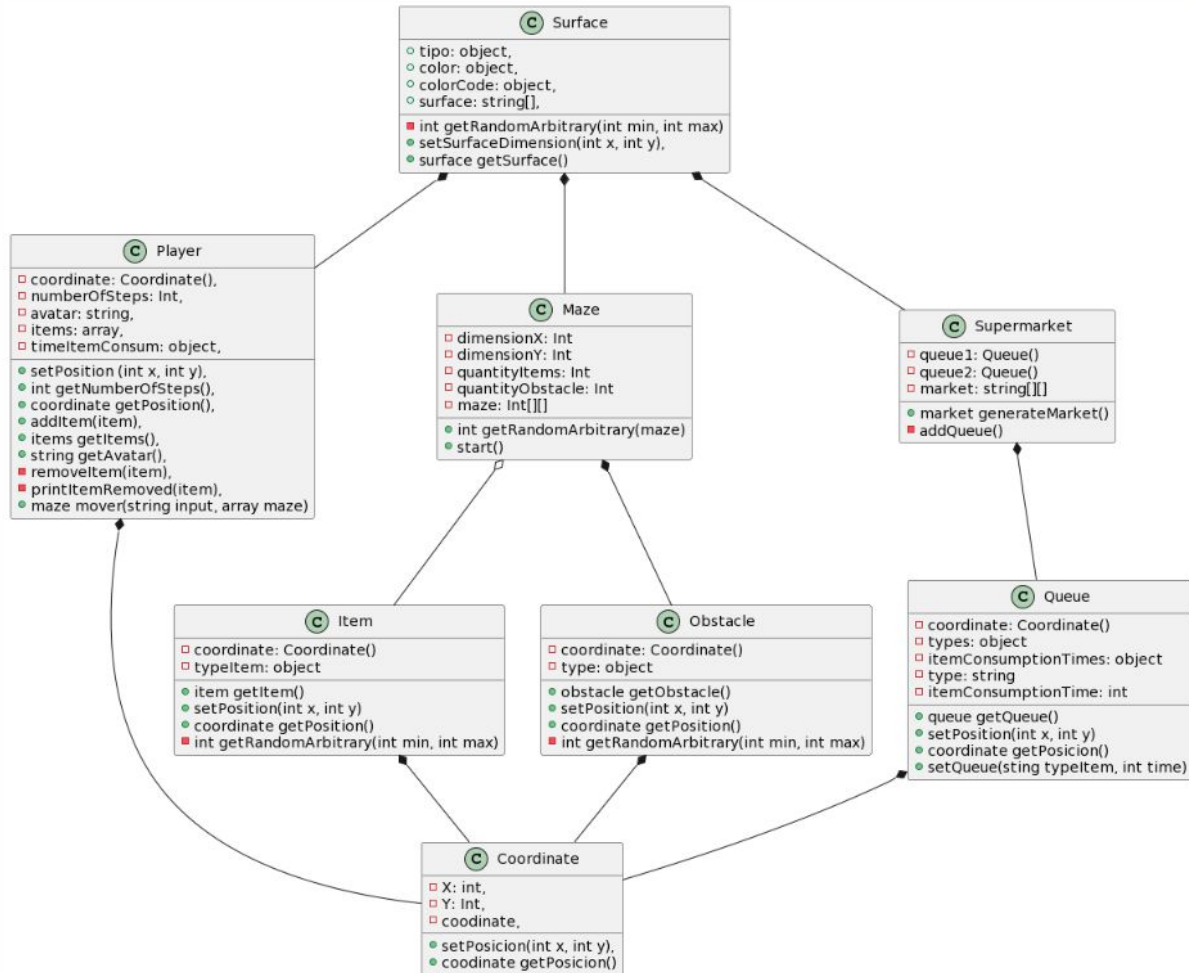 C Surface
tipo: object,
color: object,
colorCode: object,
surface: string[],
int getRandomArbitrary(int min, int max)
setSurfaceDimension(int x, int y),
surface getSurface()
C Player
coordinate: Coordinate(),
numberOfSteps: Int,
avatar: string,
items: array,
timeItemConsum: object,
setPosition (int x, int y),
int getNumberOfSteps(),
coordinate getPosition(),
addItem(item),
items getItems(),
string getAvatar(),
removeItem(item),
printItemRemoved(item),
maze mover(string input, array maze)
C Maze
dimensionX: Int
dimensionY: Int
quantityItems: Int
quantityObstacle: Int
maze: Int[][]
int getRandomArbitrary(maze)
start()
C Supermarket
queue1: Queue()
queue2: Queue()
market: string[][]
market generateMarket()
addQueue()
C Item
coordinate: Coordinate()
typeItem: object
item getItem()
setPosition(int x, int y)
coordinate getPosition()
int getRandomArbitrary(int min, int max)
C Obstacle
coordinate: Coordinate()
type: object
obstacle getObstacle()
setPosition(int x, int y)
coordinate getPosition()
int getRandomArbitrary(int min, int max)
C Queue
coordinate: Coordinate()
types: object
itemConsumptionTimes: object
type: string
itemConsumptionTime: int
queue getQueue()
setPosition(int x, int y)
coordinate getPosicion()
setQueue(sting typeItem, int time)
C Coordinate
X: int,
Y: Int,
coodinate,
setPosicion(int x, int y),
coodinate getPosicion()